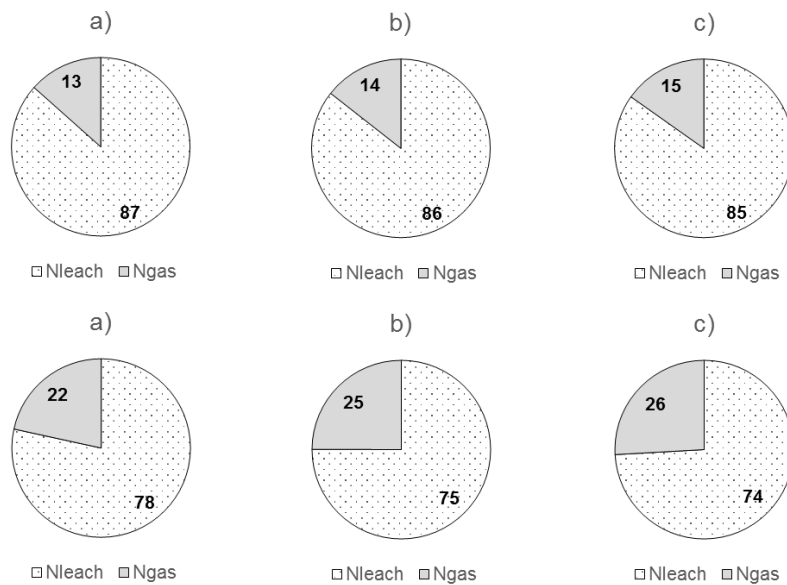 a)
b)
c)
13
14
15
87
86
85
Nleach Ngas
Nleach Ngas
Nleach Ngas
a)
b)
c)
22
25
26
78
75
74
Nleach Ngas
Nleach Ngas
Nleach Ngas